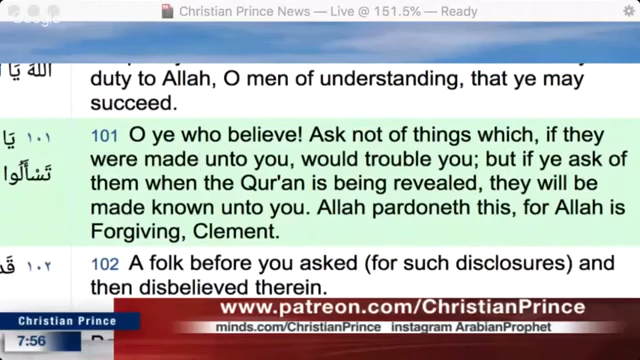 Christian Prince News — Live @ 151.5% — Ready
اللَّهَ يَا
duty to Allah, O men of understanding, that ye may
succeed.
١٠١ يَا
تَسْأَلُوا
101 O ye who believe! Ask not of things which, if they
were made unto you, would trouble you; but if ye ask of
them when the Qur'an is being revealed, they will be
made known unto you. Allah pardoneth this, for Allah is
Forgiving, Clement.
١٠٢ قَد
102 A folk before you asked (for such disclosures) and
then disbelieved therein.
www.patreon.com/ChristianPrince
minds.com/ChristianPrince instagram ArabianProphet
Christian Prince
7:56